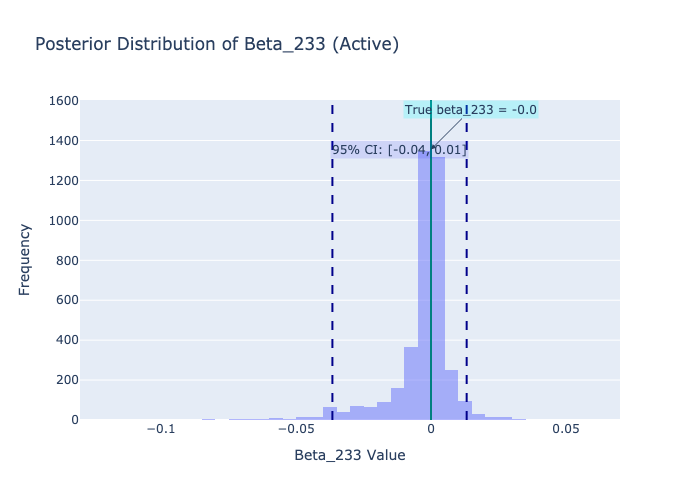 Posterior Distribution of Beta_233 (Active)
True beta_233 = -0.0
95% CI: [-0.04, 0.01]
1600
1400
1200
1000
800
600
400
200
0
Frequency
−0.1
−0.05
0
0.05
Beta_233 Value